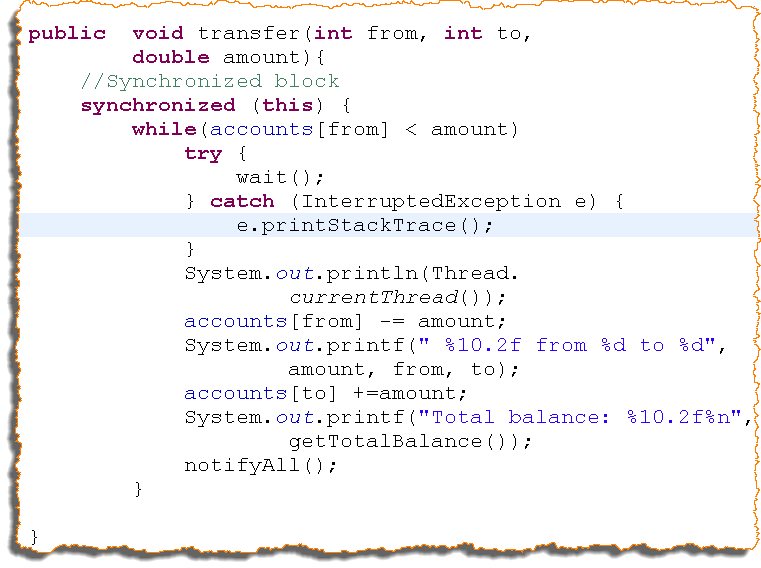 public  void transfer(int from, int to,
        double amount){
    //Synchronized block
    synchronized (this) {
        while(accounts[from] < amount)
            try {
                wait();
            } catch (InterruptedException e) {
                e.printStackTrace();
            }
            System.out.println(Thread.
                    currentThread());
            accounts[from] -= amount;
            System.out.printf(" %10.2f from %d to %d",
                    amount, from, to);
            accounts[to] +=amount;
            System.out.printf("Total balance: %10.2f%n",
                    getTotalBalance());
            notifyAll();
        }
}